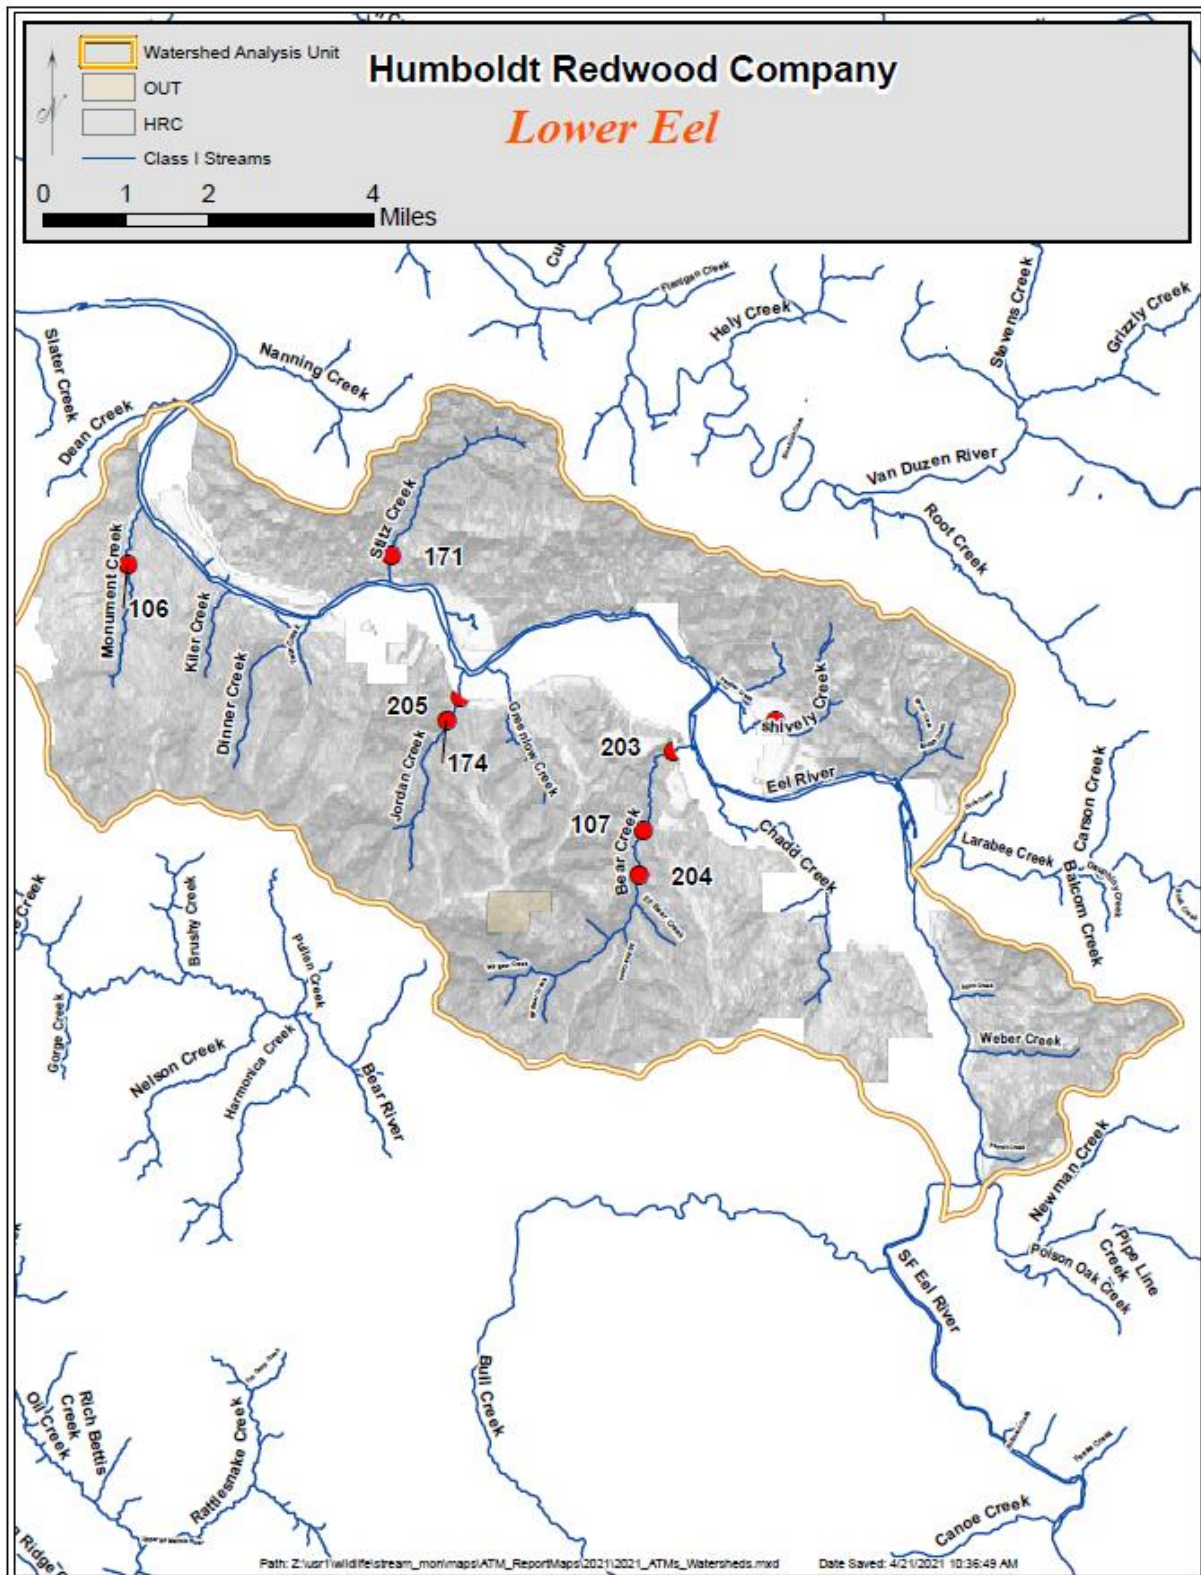 Watershed Analysis Unit
OUT
HRC
Class I Streams
N
Humboldt Redwood Company
Lower Eel
0 1 2 4
Miles
Flanigan Creek
Hely Creek
Stevens Creek
Grizzly Creek
Slater Creek
Nanning Creek
Dean Creek
Van Duzen River
Root Creek
Stitz Creek
171
Monument Creek
106
Kiler Creek
Dinner Creek
205
174
Jordan Creek
Greenlow Creek
shively Creek
203
Eel River
107
Bear Creek
204
Chadd Creek
Carson Creek
Larabee Creek
Balcom Creek
Dauphiny Creek
SF Bear Creek
Brushy Creek
Pullen Creek
Gorge Creek
Nelson Creek
Harmonica Creek
Bear River
Weber Creek
Newman Creek
Pipe Line
Creek
Poison Oak Creek
SF Eel River
Bull Creek
Oil Creek
Rich Bettis
Creek
Rattlesnake Creek
Canoe Creek
Path: Z:\usr1\wildlife\stream_mon\maps\ATM_ReportMaps\2021\2021_ATMs_Watersheds.mxd
Date Saved: 4/21/2021 10:36:49 AM